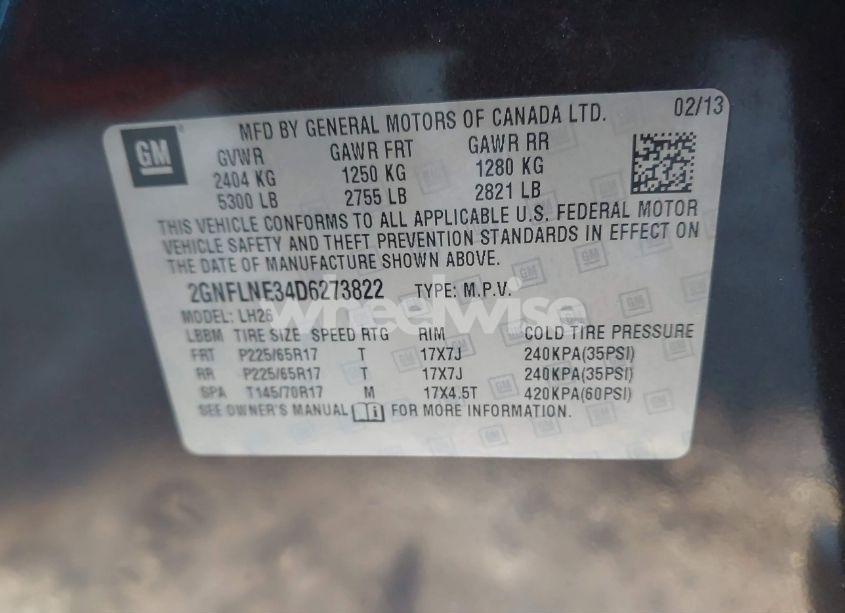 GM
MFD BY GENERAL MOTORS OF CANADA LTD. 02/13
GVWR GAWR FRT GAWR RR
2404 KG 1250 KG 1280 KG
5300 LB 2755 LB 2821 LB
THIS VEHICLE CONFORMS TO ALL APPLICABLE U.S. FEDERAL MOTOR
VEHICLE SAFETY AND THEFT PREVENTION STANDARDS IN EFFECT ON
THE DATE OF MANUFACTURE SHOWN ABOVE.
2GNFLNE34D6273822 TYPE: M.P.V.
wheelwise
MODEL: LH26
LBBM TIRE SIZE SPEED RTG RIM COLD TIRE PRESSURE
FRT P225/65R17 T 17X7J 240KPA(35PSI)
RR P225/65R17 T 17X7J 240KPA(35PSI)
SPA T145/70R17 M 17X4.5T 420KPA(60PSI)
SEE OWNER'S MANUAL FOR MORE INFORMATION.